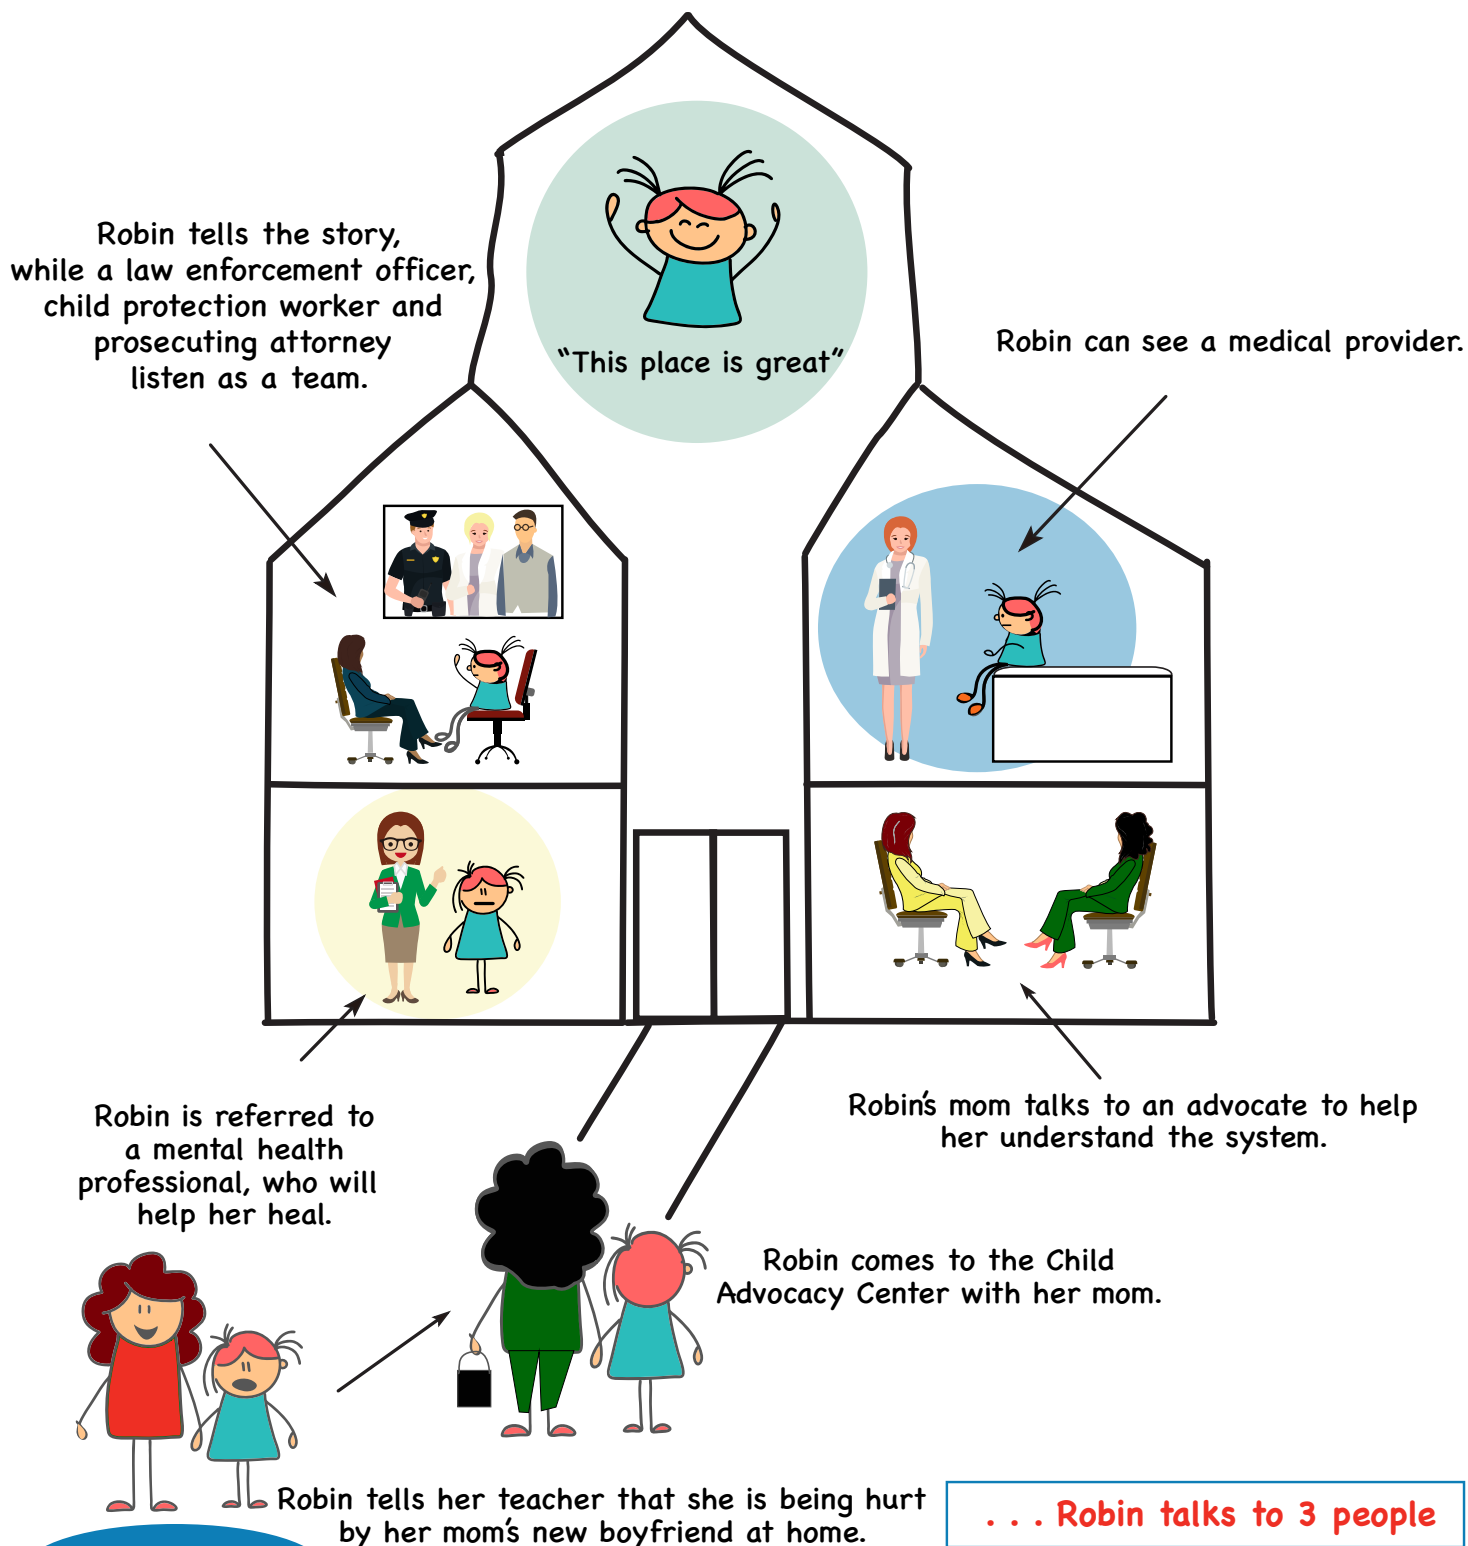 Robin tells the story,
while a law enforcement officer,
child protection worker and
prosecuting attorney
listen as a team.
"This place is great"
Robin can see a medical provider.
Robin is referred to
a mental health
professional, who will
help her heal.
Robin's mom talks to an advocate to help
her understand the system.
Robin comes to the Child
Advocacy Center with her mom.
Robin tells her teacher that she is being hurt
by her mom's new boyfriend at home.
. . . Robin talks to 3 people